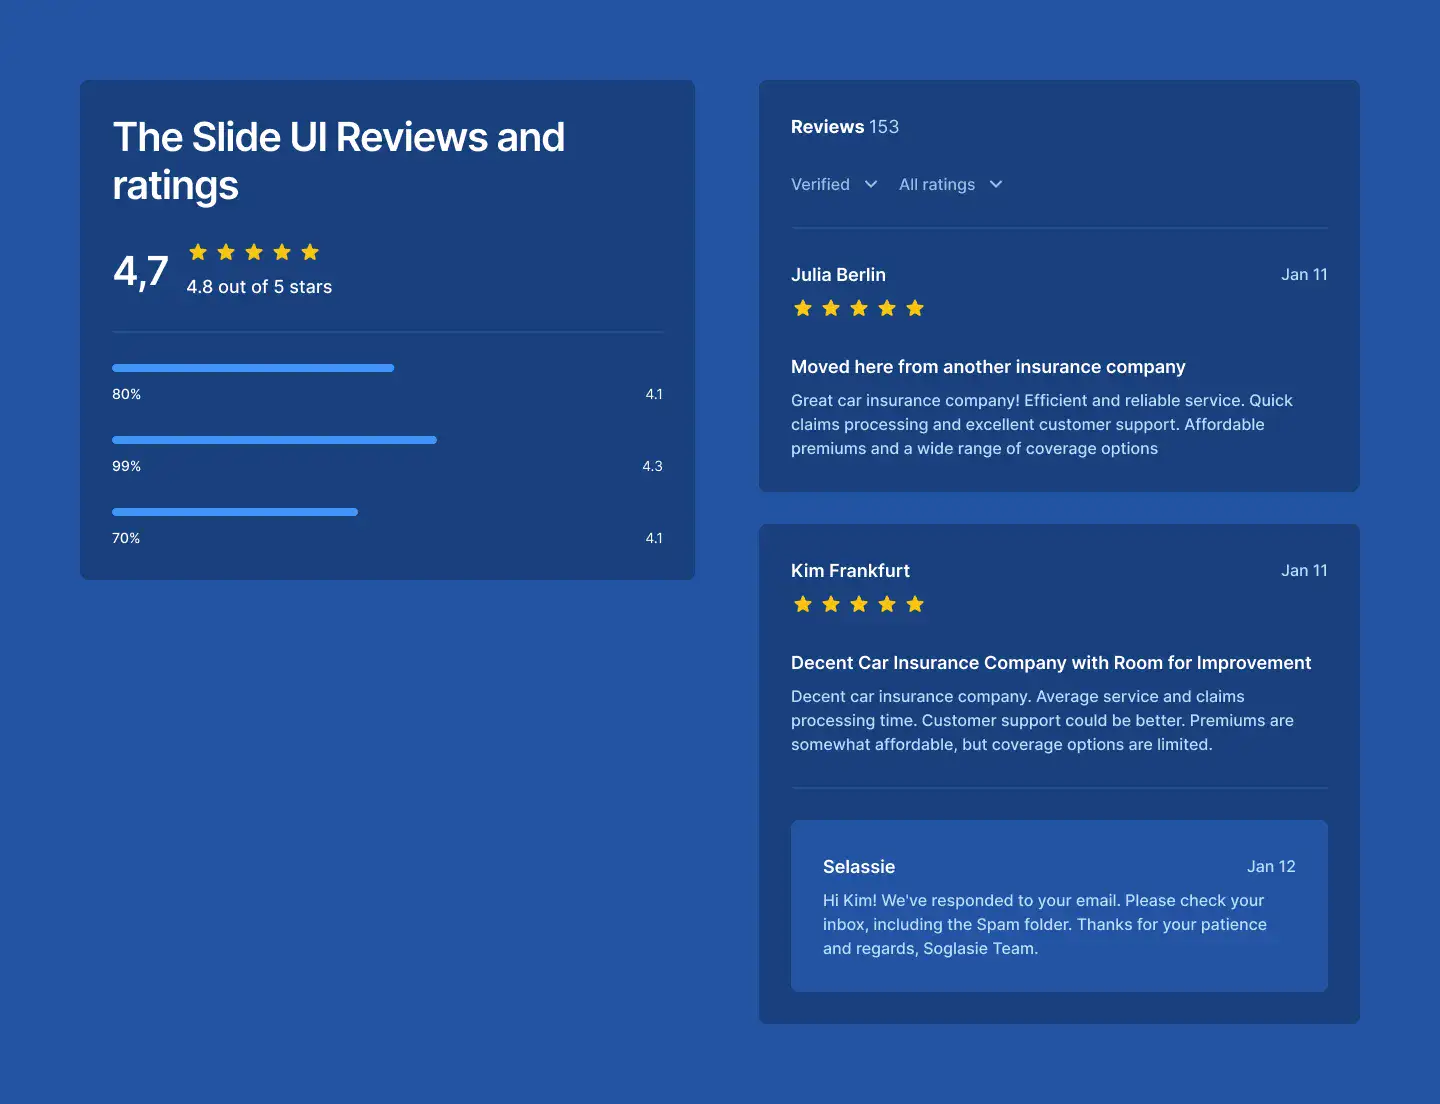 The Slide UI Reviews and
ratings
4,7
4.8 out of 5 stars
80% 4.1
99% 4.3
70% 4.1
Reviews 153
Verified All ratings
Julia Berlin Jan 11
Moved here from another insurance company
Great car insurance company! Efficient and reliable service. Quick
claims processing and excellent customer support. Affordable
premiums and a wide range of coverage options
Kim Frankfurt Jan 11
Decent Car Insurance Company with Room for Improvement
Decent car insurance company. Average service and claims
processing time. Customer support could be better. Premiums are
somewhat affordable, but coverage options are limited.
Selassie Jan 12
Hi Kim! We've responded to your email. Please check your
inbox, including the Spam folder. Thanks for your patience
and regards, Soglasie Team.